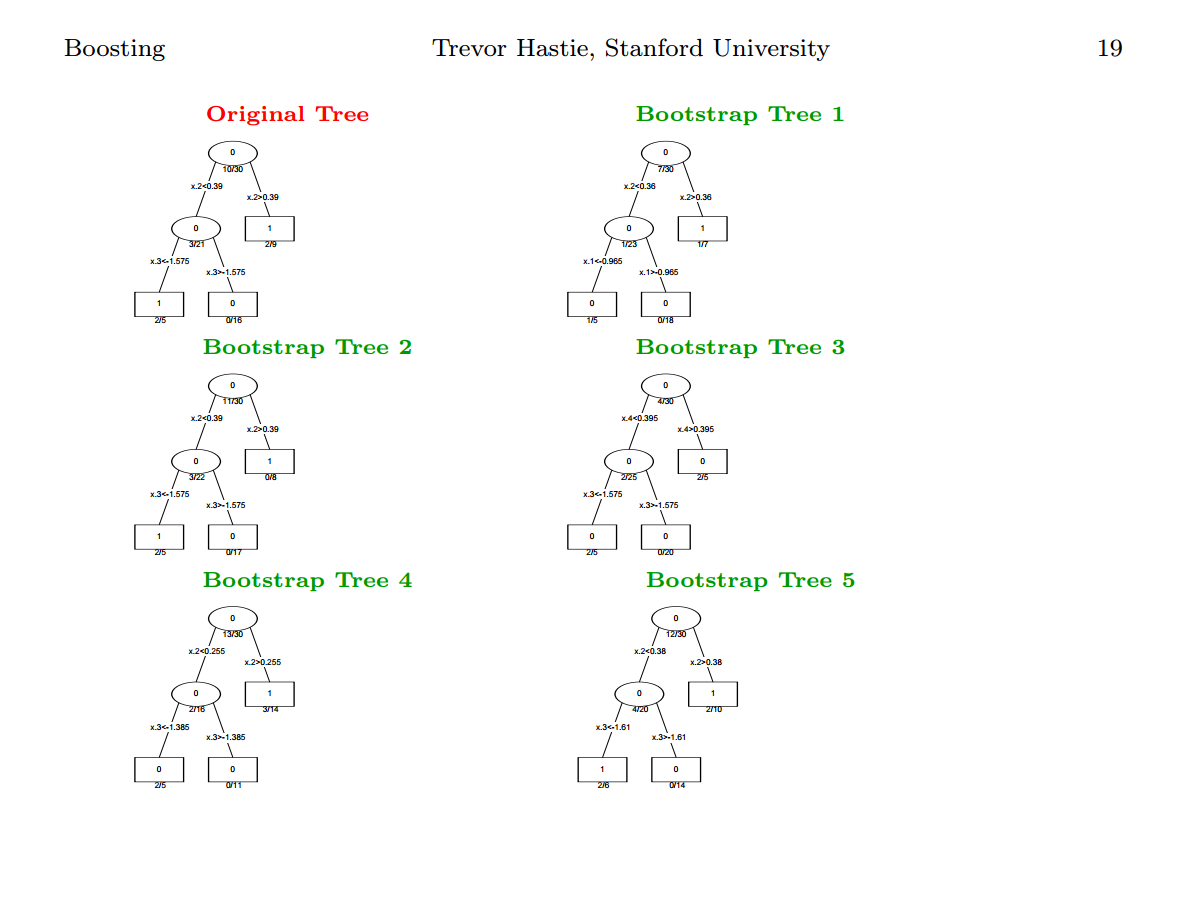 Boosting Trevor Hastie, Stanford University 19
Original Tree
0
10/30
x.2<0.39
x.2>0.39
0
3/21
1
2/9
x.3<-1.575
x.3>-1.575
1
2/5
0
0/16
Bootstrap Tree 1
0
7/30
x.2<0.36
x.2>0.36
0
1/23
1
1/7
x.1<-0.965
x.1>-0.965
0
1/5
0
0/18
Bootstrap Tree 2
0
11/30
x.2<0.39
x.2>0.39
0
3/22
1
0/8
x.3<-1.575
x.3>-1.575
1
2/5
0
0/17
Bootstrap Tree 3
0
4/30
x.4<0.395
x.4>0.395
0
2/25
0
2/5
x.3<-1.575
x.3>-1.575
0
2/5
0
0/20
Bootstrap Tree 4
0
13/30
x.2<0.255
x.2>0.255
0
2/16
1
3/14
x.3<-1.385
x.3>-1.385
0
2/5
0
0/11
Bootstrap Tree 5
0
12/30
x.2<0.38
x.2>0.38
0
4/20
1
2/10
x.3<-1.61
x.3>-1.61
1
2/6
0
0/14